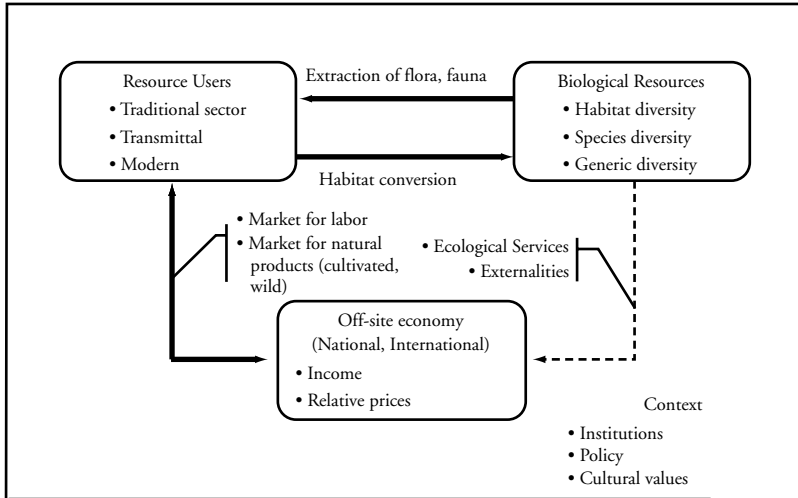 Resource Users
• Traditional sector
• Transmittal
• Modern
Extraction of flora, fauna
Habitat conversion
Biological Resources
• Habitat diversity
• Species diversity
• Generic diversity
• Market for labor
• Market for natural
products (cultivated,
wild)
• Ecological Services
• Externalities
Off-site economy
(National, International)
• Income
• Relative prices
Context
• Institutions
• Policy
• Cultural values